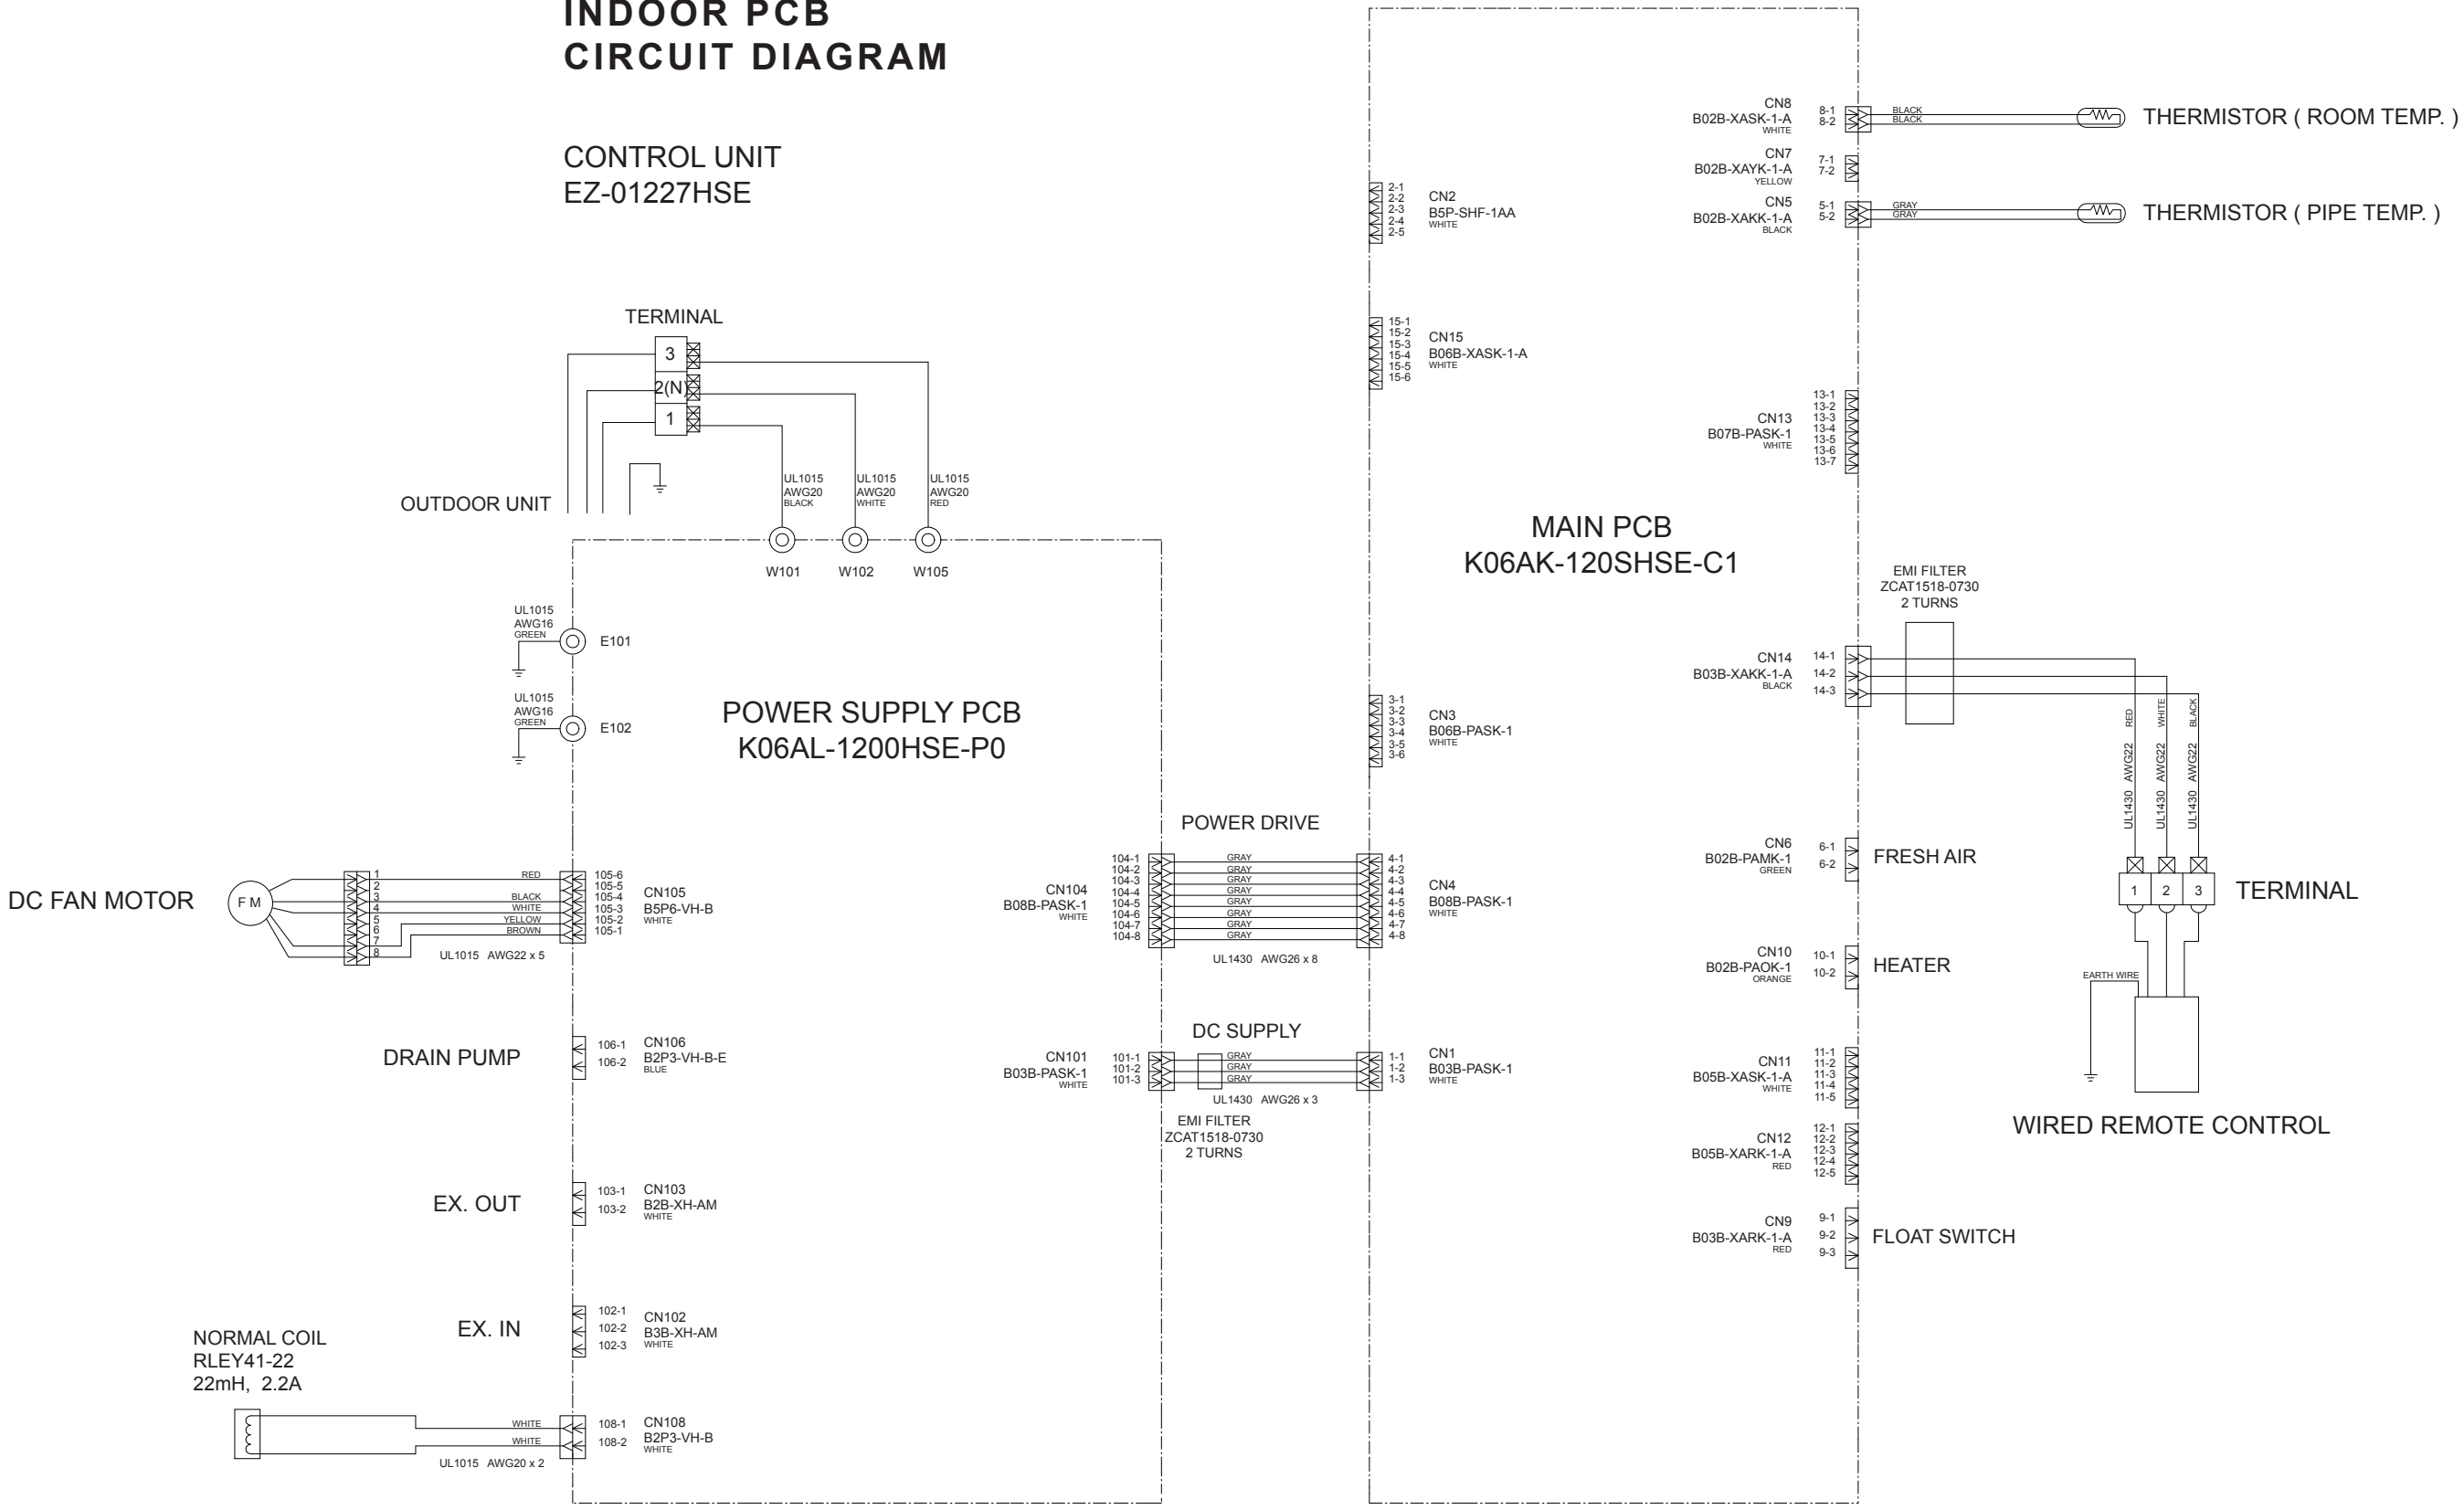 INDOOR PCB
CIRCUIT DIAGRAM
CONTROL UNIT
EZ-01227HSE
TERMINAL
3
2(N)
1
OUTDOOR UNIT
UL1015
AWG20
BLACK
UL1015
AWG20
WHITE
UL1015
AWG20
RED
W101
W102
W105
UL1015
AWG16
GREEN
E101
UL1015
AWG16
GREEN
E102
POWER SUPPLY PCB
K06AL-1200HSE-P0
DC FAN MOTOR
F M
1
2
3
4
5
6
7
8
RED
BLACK
WHITE
YELLOW
BROWN
UL1015 AWG22 x 5
105-6
105-5
105-4
105-3
105-2
105-1
CN105
B5P6-VH-B
WHITE
DRAIN PUMP
106-1
106-2
CN106
B2P3-VH-B-E
BLUE
EX. OUT
103-1
103-2
CN103
B2B-XH-AM
WHITE
EX. IN
102-1
102-2
102-3
CN102
B3B-XH-AM
WHITE
NORMAL COIL
RLEY41-22
22mH, 2.2A
WHITE
WHITE
UL1015 AWG20 x 2
108-1
108-2
CN108
B2P3-VH-B
WHITE
CN104
B08B-PASK-1
WHITE
104-1
104-2
104-3
104-4
104-5
104-6
104-7
104-8
POWER DRIVE
GRAY
GRAY
GRAY
GRAY
GRAY
GRAY
GRAY
GRAY
UL1430 AWG26 x 8
4-1
4-2
4-3
4-4
4-5
4-6
4-7
4-8
CN4
B08B-PASK-1
WHITE
CN101
B03B-PASK-1
WHITE
101-1
101-2
101-3
DC SUPPLY
GRAY
GRAY
GRAY
UL1430 AWG26 x 3
EMI FILTER
ZCAT1518-0730
2 TURNS
1-1
1-2
1-3
CN1
B03B-PASK-1
WHITE
2-1
2-2
2-3
2-4
2-5
CN2
B5P-SHF-1AA
WHITE
15-1
15-2
15-3
15-4
15-5
15-6
CN15
B06B-XASK-1-A
WHITE
MAIN PCB
K06AK-120SHSE-C1
3-1
3-2
3-3
3-4
3-5
3-6
CN3
B06B-PASK-1
WHITE
CN8
B02B-XASK-1-A
WHITE
8-1
8-2
BLACK
BLACK
THERMISTOR ( ROOM TEMP. )
CN7
B02B-XAYK-1-A
YELLOW
7-1
7-2
CN5
B02B-XAKK-1-A
BLACK
5-1
5-2
GRAY
GRAY
THERMISTOR ( PIPE TEMP. )
CN13
B07B-PASK-1
WHITE
13-1
13-2
13-3
13-4
13-5
13-6
13-7
EMI FILTER
ZCAT1518-0730
2 TURNS
CN14
B03B-XAKK-1-A
BLACK
14-1
14-2
14-3
UL1430 AWG22 RED
UL1430 AWG22 WHITE
UL1430 AWG22 BLACK
1
2
3
TERMINAL
EARTH WIRE
WIRED REMOTE CONTROL
CN6
B02B-PAMK-1
GREEN
6-1
6-2
FRESH AIR
CN10
B02B-PAOK-1
ORANGE
10-1
10-2
HEATER
CN11
B05B-XASK-1-A
WHITE
11-1
11-2
11-3
11-4
11-5
CN12
B05B-XARK-1-A
RED
12-1
12-2
12-3
12-4
12-5
CN9
B03B-XARK-1-A
RED
9-1
9-2
9-3
FLOAT SWITCH